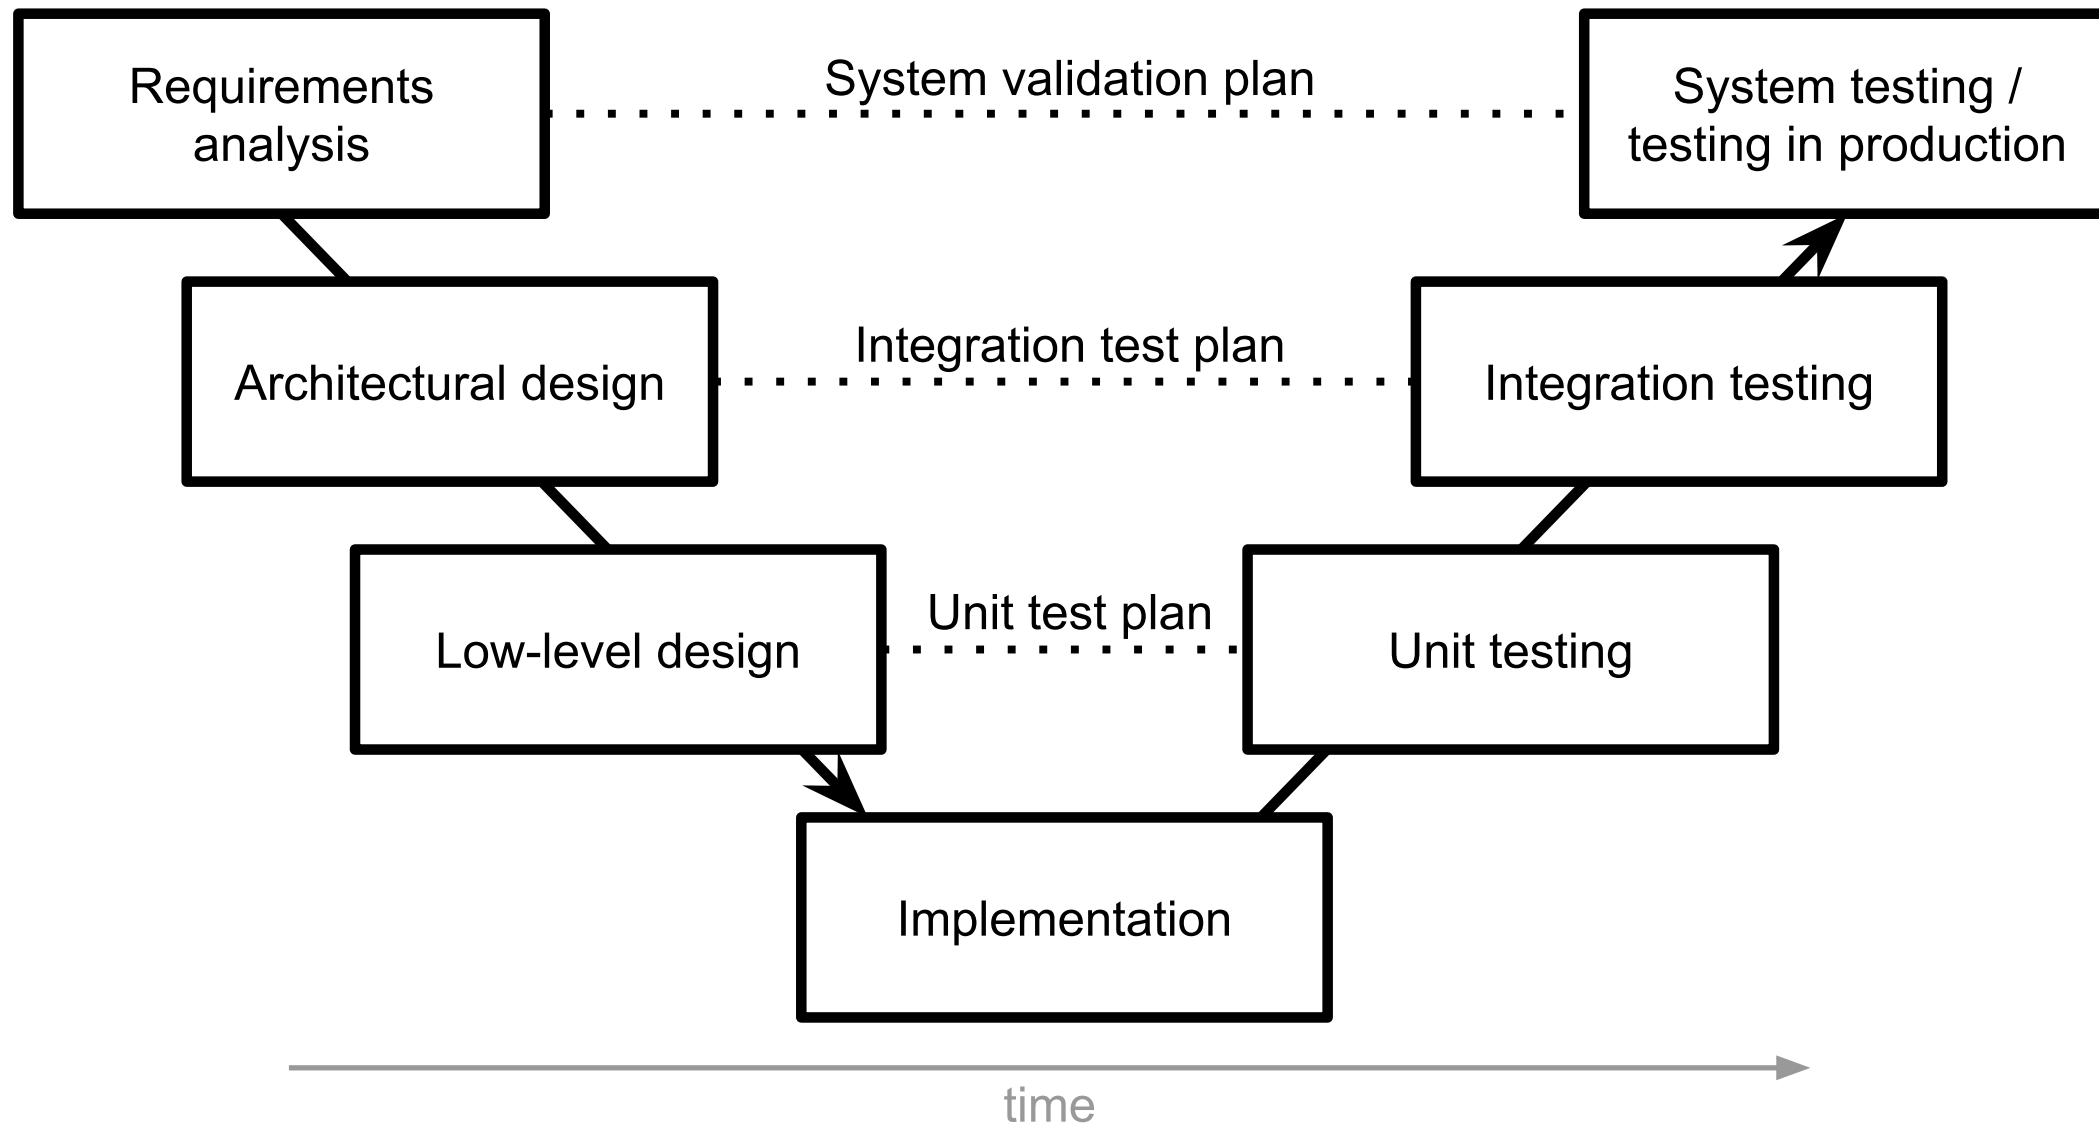 Requirements
analysis
System validation plan
System testing /
testing in production
Architectural design
Integration test plan
Integration testing
Low-level design
Unit test plan
Unit testing
Implementation
time